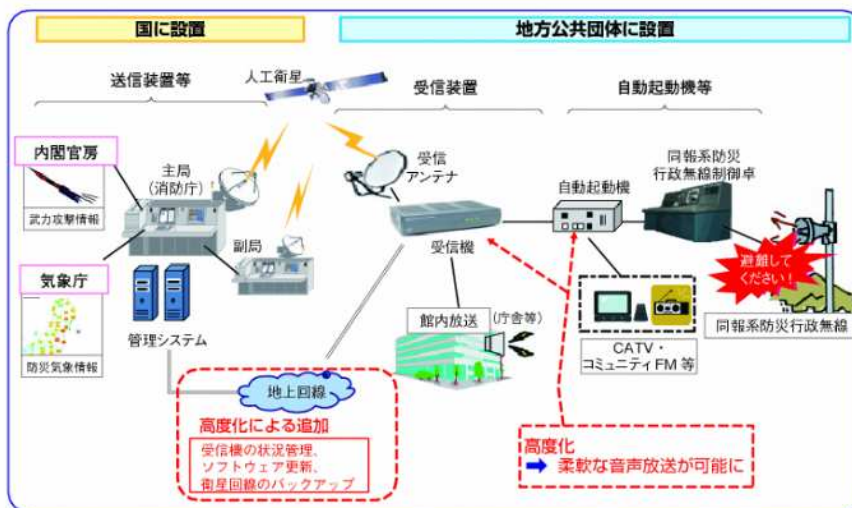 国に設置
地方公共団体に設置
送信装置等
人工衛星
受信装置
自動起動機等
内閣官房
武力攻撃情報
主局
(消防庁)
副局
気象庁
防災気象情報
管理システム
受信
アンテナ
受信機
自動起動機
同報系防災
行政無線制御卓
避難して
ください！
同報系防災行政無線
館内放送
(庁舎等)
CATV・
コミュニティFM 等
地上回線
高度化による追加
受信機の状況管理、
ソフトウェア更新、
衛星回線のバックアップ
高度化
➡ 柔軟な音声放送が可能に